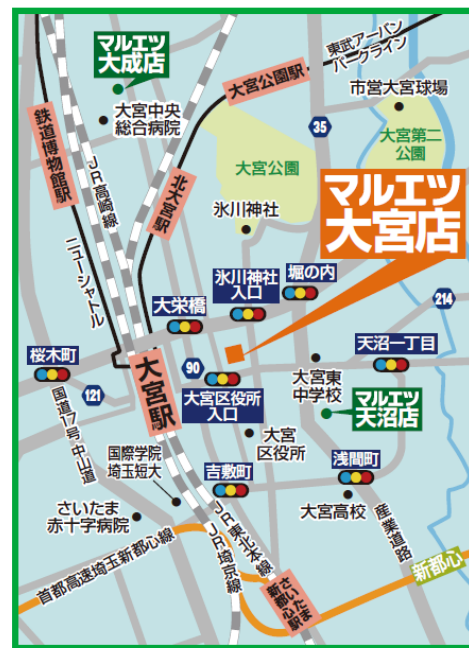 マルエツ
大成店
東武アーバン
パークライン
大宮公園駅
大宮中央
総合病院
市営大宮球場
35
大宮第二
公園
鉄道博物館駅
JR高崎線
北大宮駅
大宮公園
マルエツ
大宮店
氷川神社
ニューシャトル
氷川神社
入口
堀の内
214
大栄橋
桜木町
天沼一丁目
大宮駅
90
121
大宮区役所
入口
大宮東
中学校
マルエツ
天沼店
国道17号 中山道
大宮
区役所
国際学院
埼玉短大
吉敷町
浅間町
さいたま
赤十字病院
大宮高校
産業道路
首都高速埼玉新都心線
JR東北本線
JR埼京線
さいたま
新都心駅
新都心